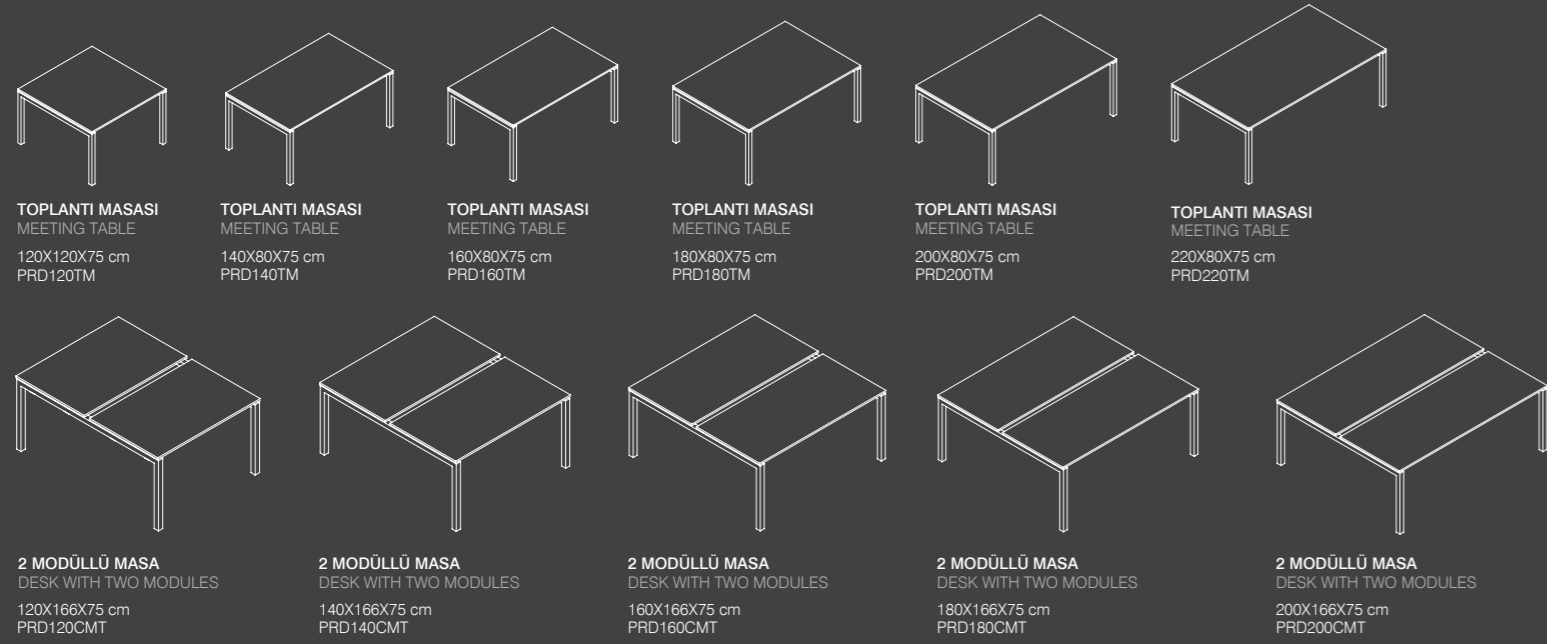 TOPLANTI MASASI
MEETING TABLE
120X120X75 cm
PRD120TM
TOPLANTI MASASI
MEETING TABLE
140X80X75 cm
PRD140TM
TOPLANTI MASASI
MEETING TABLE
160X80X75 cm
PRD160TM
TOPLANTI MASASI
MEETING TABLE
180X80X75 cm
PRD180TM
TOPLANTI MASASI
MEETING TABLE
200X80X75 cm
PRD200TM
TOPLANTI MASASI
MEETING TABLE
220X80X75 cm
PRD220TM
2 MODÜLLÜ MASA
DESK WITH TWO MODULES
120X166X75 cm
PRD120CMT
2 MODÜLLÜ MASA
DESK WITH TWO MODULES
140X166X75 cm
PRD140CMT
2 MODÜLLÜ MASA
DESK WITH TWO MODULES
160X166X75 cm
PRD160CMT
2 MODÜLLÜ MASA
DESK WITH TWO MODULES
180X166X75 cm
PRD180CMT
2 MODÜLLÜ MASA
DESK WITH TWO MODULES
200X166X75 cm
PRD200CMT